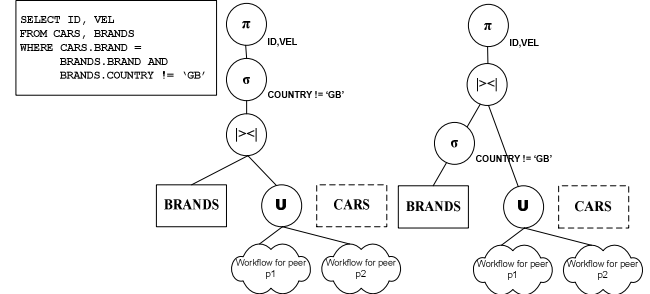 SELECT ID, VEL
FROM CARS, BRANDS
WHERE CARS.BRAND =
BRANDS.BRAND AND
BRANDS.COUNTRY != ‘GB’
π
ID,VEL
σ
COUNTRY != ‘GB’
|><|
BRANDS
U
CARS
Workflow for peer
p1
Workflow for peer
p2
π
ID,VEL
|><|
σ
COUNTRY != ‘GB’
BRANDS
U
CARS
Workflow for peer
p1
Workflow for peer
p2